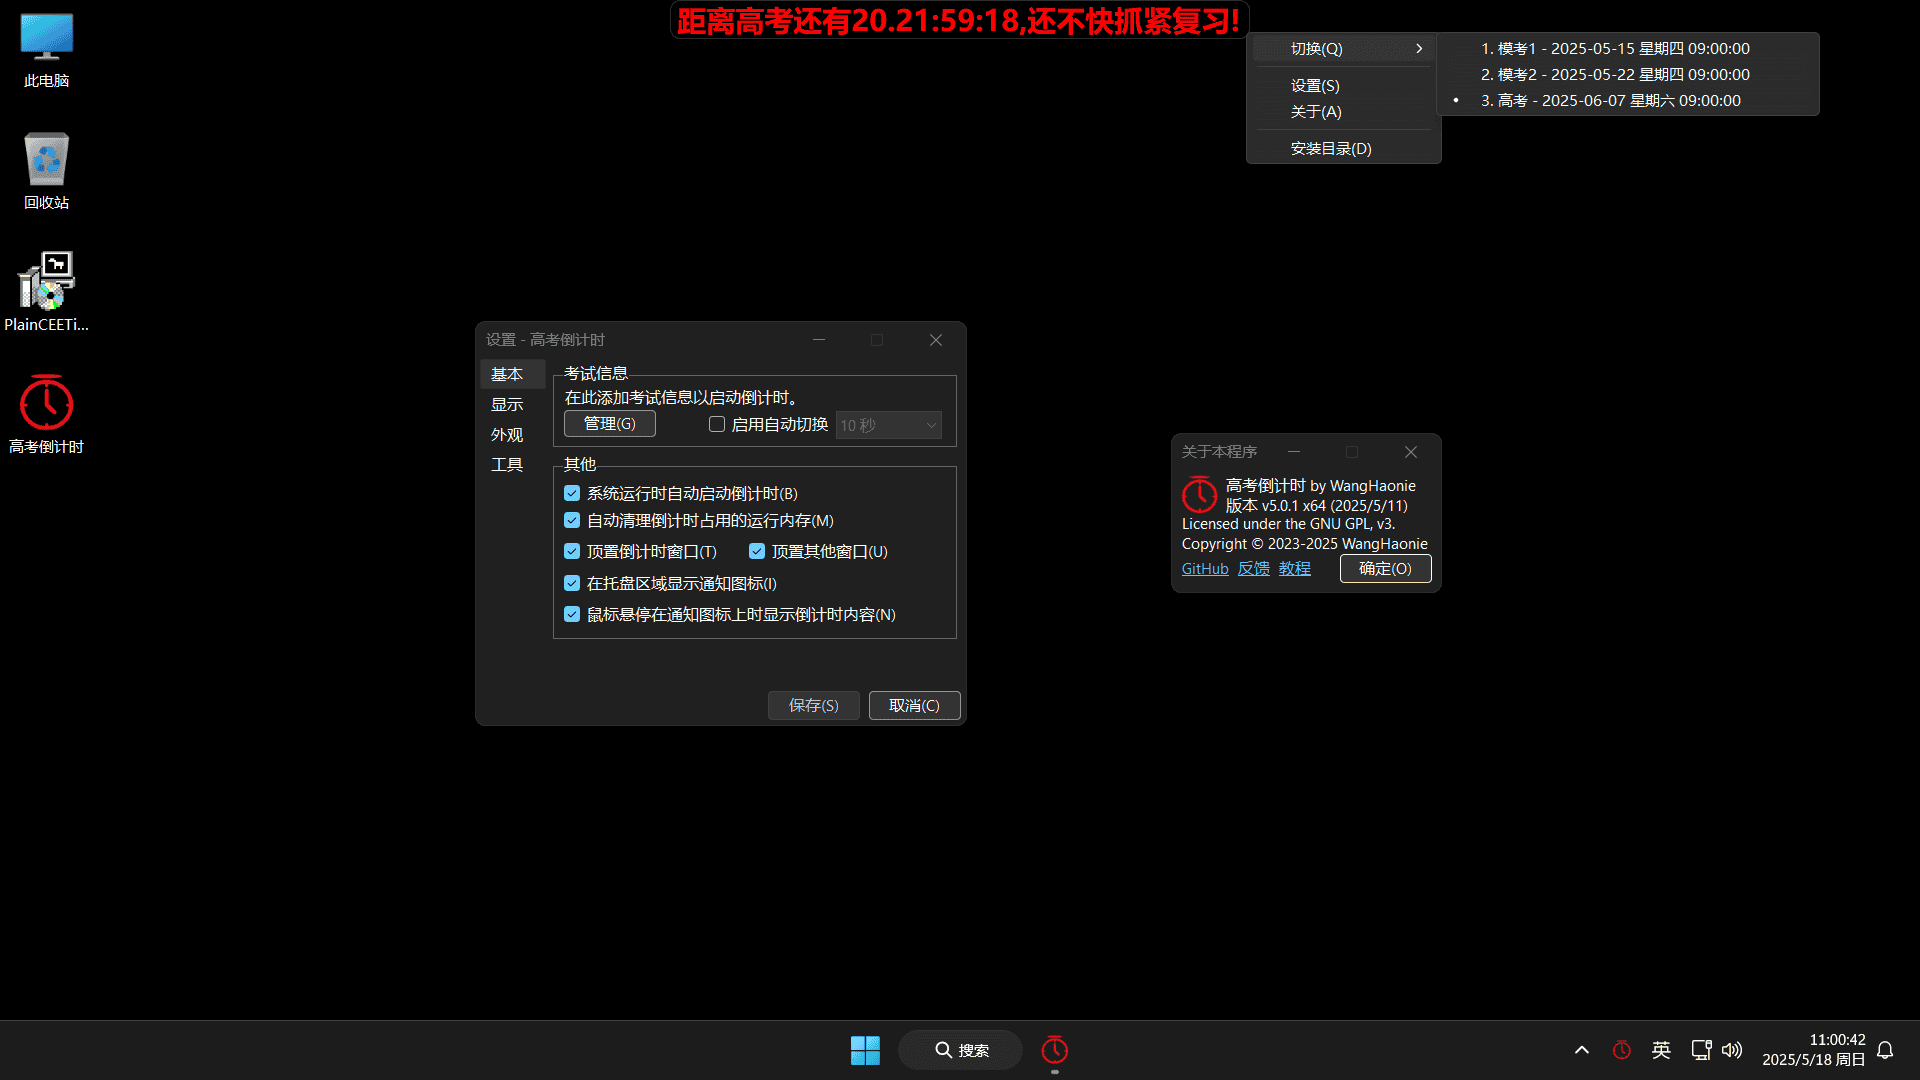 距离高考还有20.21:59:18,还不快抓紧复习!
此电脑
回收站
PlainCEETi...
高考倒计时
切换(Q)
设置(S)
关于(A)
安装目录(D)
1. 模考1 - 2025-05-15 星期四 09:00:00
2. 模考2 - 2025-05-22 星期四 09:00:00
• 3. 高考 - 2025-06-07 星期六 09:00:00
设置 - 高考倒计时
基本
显示
外观
工具
考试信息
在此添加考试信息以启动倒计时。
管理(G) 启用自动切换 10 秒
其他
系统运行时自动启动倒计时(B)
自动清理倒计时占用的运行内存(M)
顶置倒计时窗口(T) 顶置其他窗口(U)
在托盘区域显示通知图标(I)
鼠标悬停在通知图标上时显示倒计时内容(N)
保存(S) 取消(C)
关于本程序
高考倒计时 by WangHaonie
版本 v5.0.1 x64 (2025/5/11)
Licensed under the GNU GPL, v3.
Copyright © 2023-2025 WangHaonie
GitHub 反馈 教程 确定(O)
搜索
英
11:00:42
2025/5/18 周日